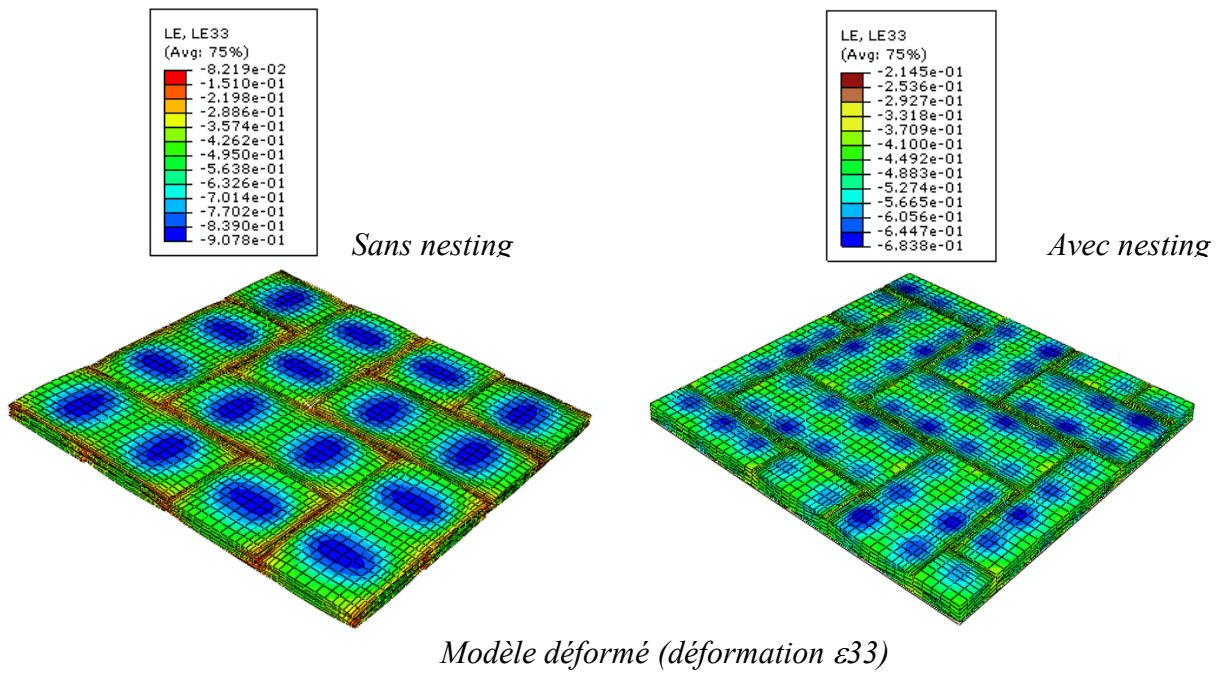 LE, LE33
(Avg: 75%)
-8.219e-02
-1.510e-01
-2.198e-01
-2.886e-01
-3.574e-01
-4.262e-01
-4.950e-01
-5.638e-01
-6.326e-01
-7.014e-01
-7.702e-01
-8.390e-01
-9.078e-01
Sans nesting
LE, LE33
(Avg: 75%)
-2.145e-01
-2.536e-01
-2.927e-01
-3.318e-01
-3.709e-01
-4.100e-01
-4.492e-01
-4.883e-01
-5.274e-01
-5.665e-01
-6.056e-01
-6.447e-01
-6.838e-01
Avec nesting
Modèle déformé (déformation ε33)